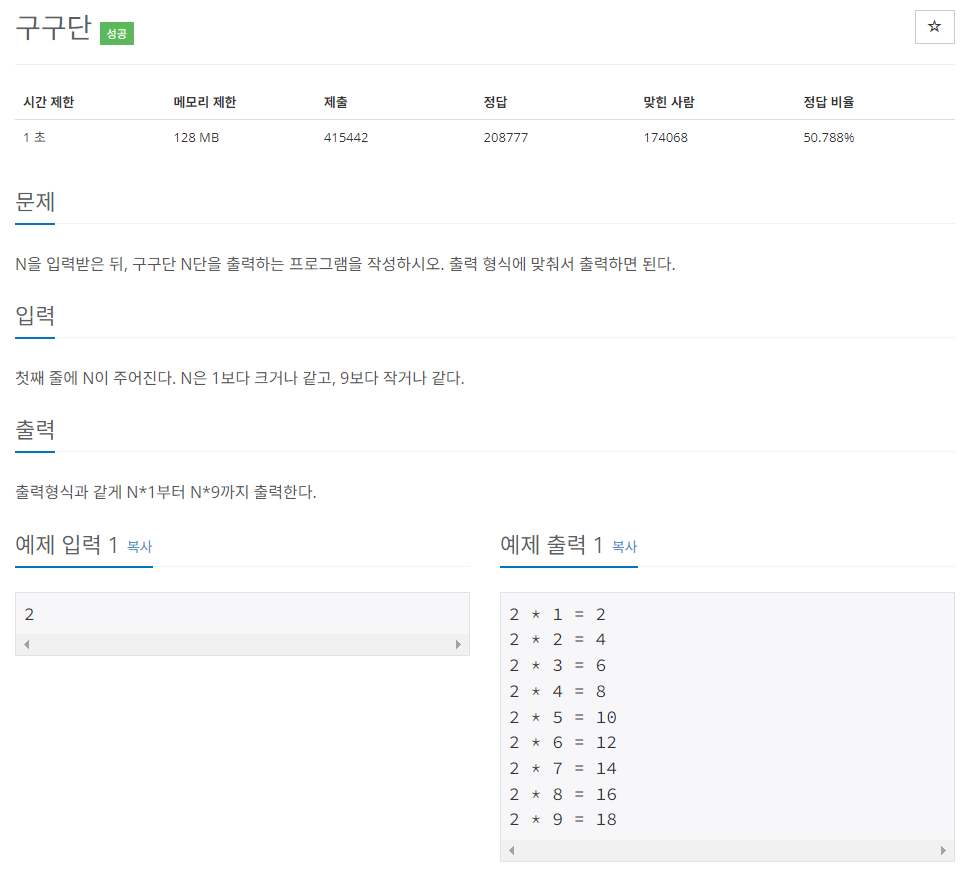 구구단 성공
☆
시간 제한 메모리 제한 제출 정답 맞힌 사람 정답 비율
1 초 128 MB 415442 208777 174068 50.788%
문제
N을 입력받은 뒤, 구구단 N단을 출력하는 프로그램을 작성하시오. 출력 형식에 맞춰서 출력하면 된다.
입력
첫째 줄에 N이 주어진다. N은 1보다 크거나 같고, 9보다 작거나 같다.
출력
출력형식과 같게 N*1부터 N*9까지 출력한다.
예제 입력 1 복사
2
예제 출력 1 복사
2 * 1 = 2
2 * 2 = 4
2 * 3 = 6
2 * 4 = 8
2 * 5 = 10
2 * 6 = 12
2 * 7 = 14
2 * 8 = 16
2 * 9 = 18